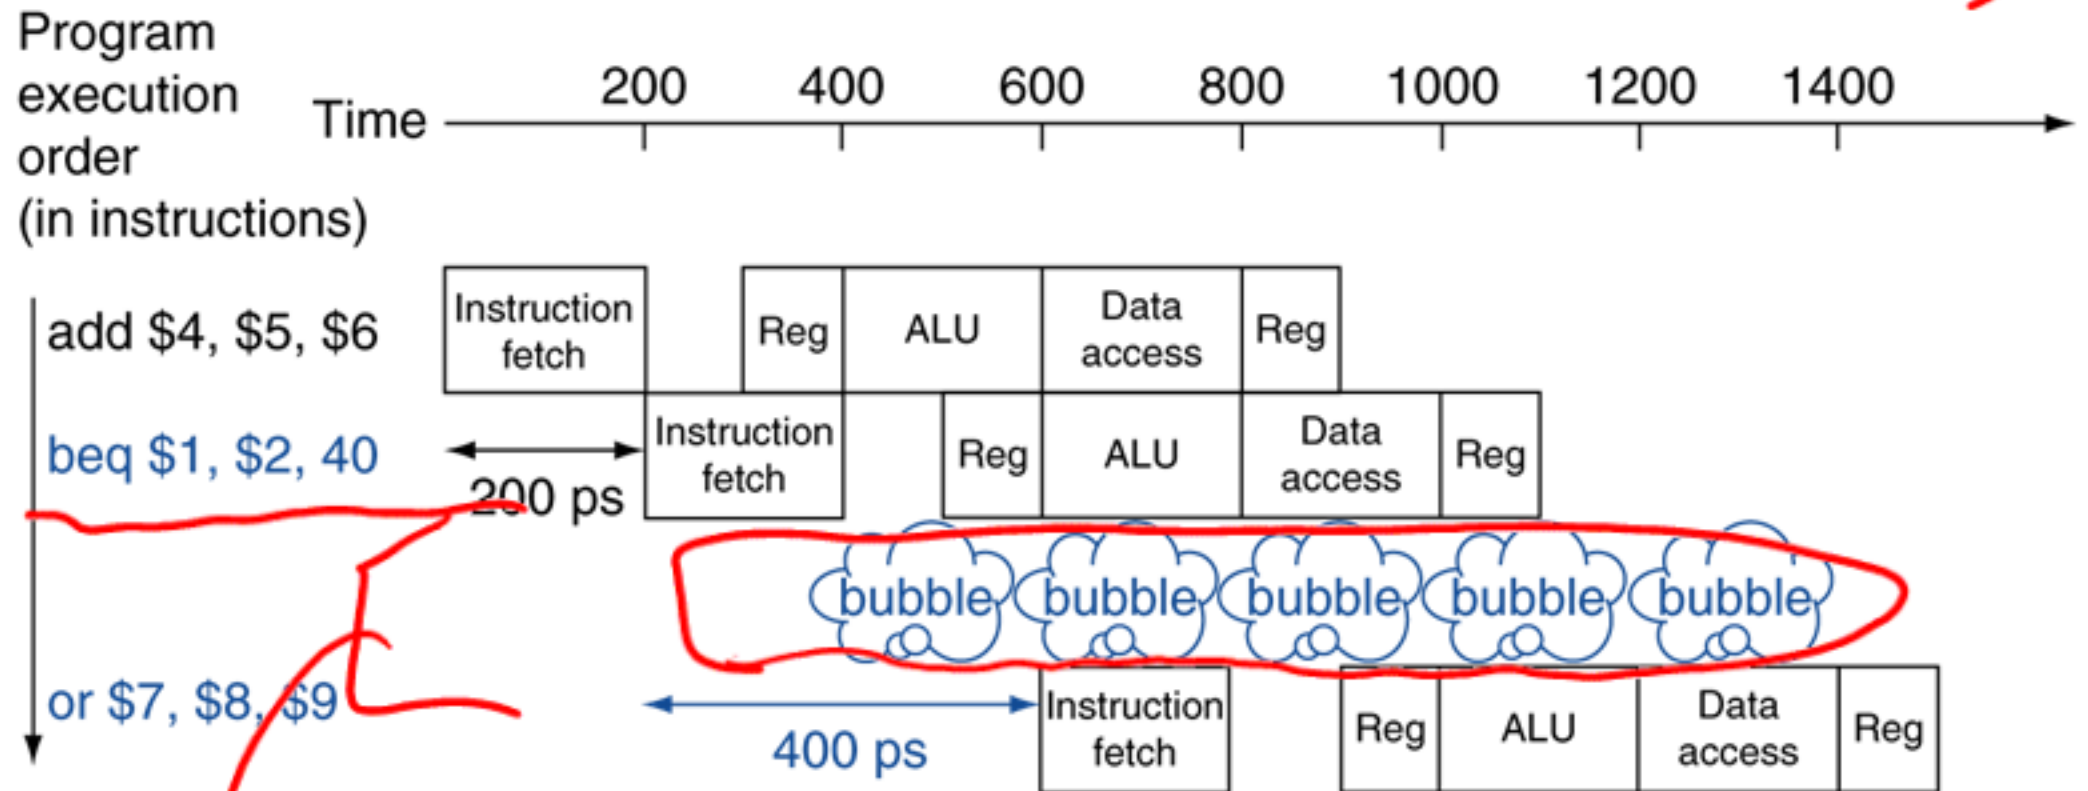 Program
execution
order
(in instructions)
Time
200 400 600 800 1000 1200 1400
add $4, $5, $6
Instruction
fetch
Reg
ALU
Data
access
Reg
beq $1, $2, 40
200 ps
Instruction
fetch
Reg
ALU
Data
access
Reg
bubble bubble bubble bubble bubble
or $7, $8, $9
400 ps
Instruction
fetch
Reg
ALU
Data
access
Reg